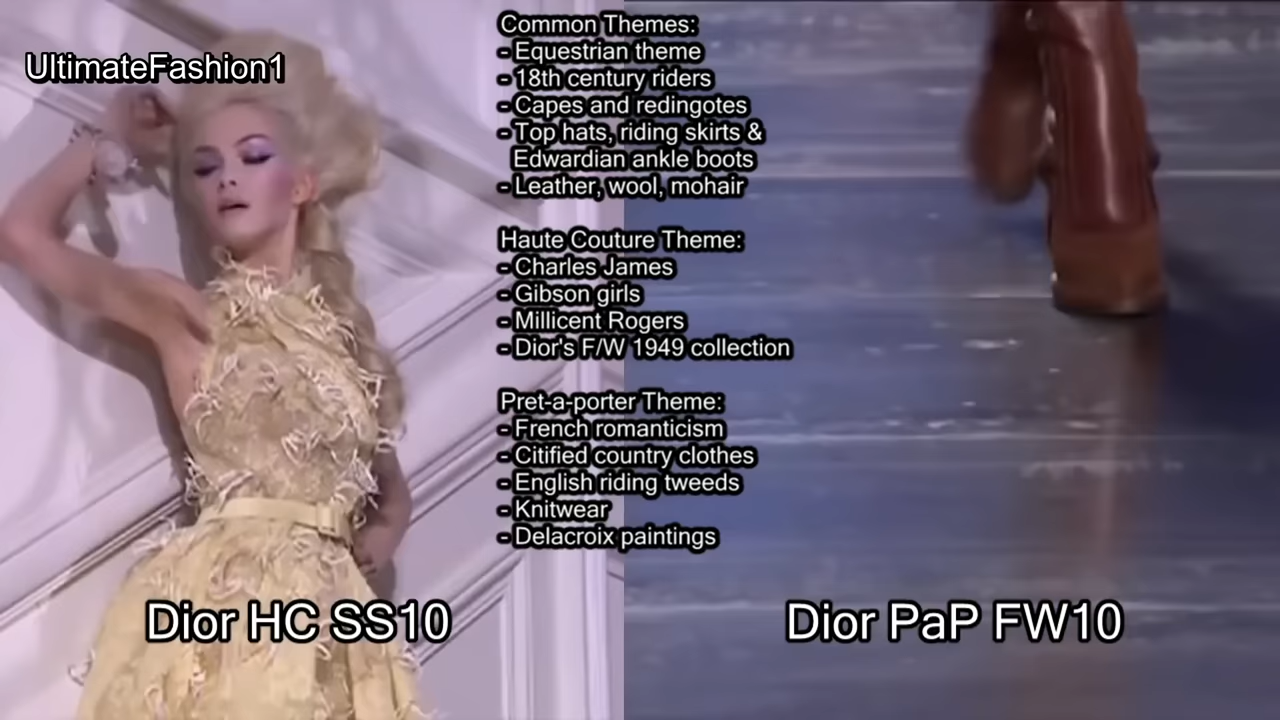 UltimateFashion1
Common Themes:
- Equestrian theme
- 18th century riders
- Capes and redingotes
- Top hats, riding skirts &
Edwardian ankle boots
- Leather, wool, mohair
Haute Couture Theme:
- Charles James
- Gibson girls
- Millicent Rogers
- Dior's F/W 1949 collection
Pret-a-porter Theme:
- French romanticism
- Citified country clothes
- English riding tweeds
- Knitwear
- Delacroix paintings
Dior HC SS10
Dior PaP FW10